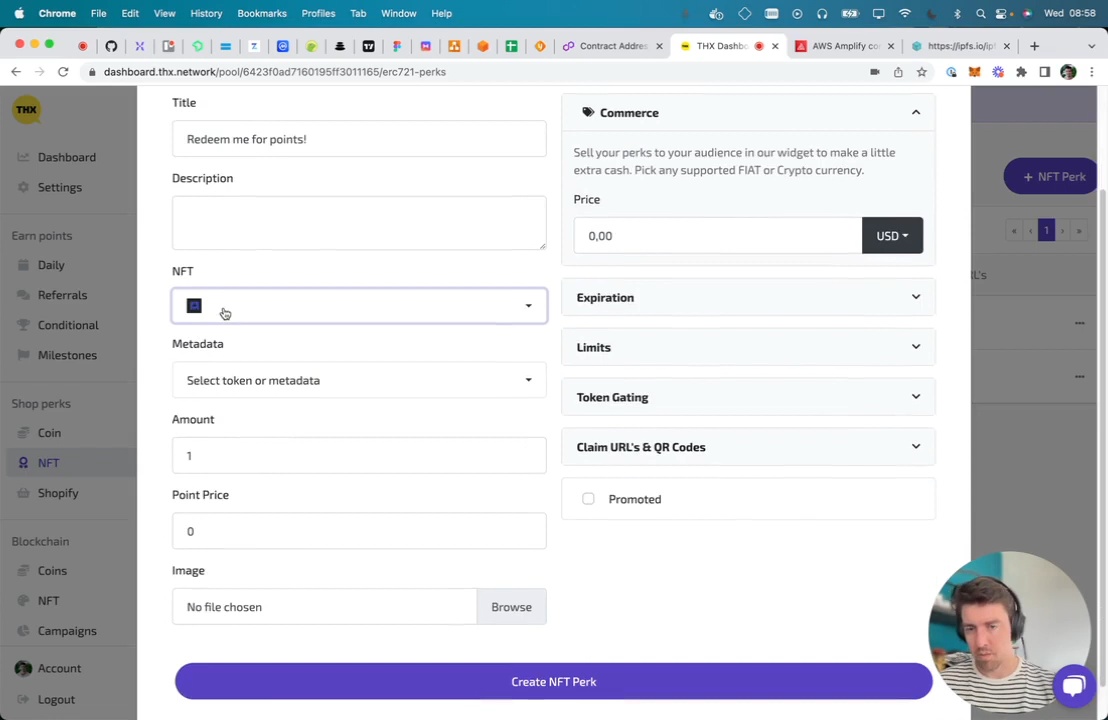 Chrome File Edit View History Bookmarks Profiles Tab Window Help Wed 08:58
Contract Addres THX Dashbo AWS Amplify co https://ipfs.io/ip
dashboard.thx.network/pool/6423f0ad7160195ff3011165/erc721-perks
THX
Dashboard
Settings
Earn points
Daily
Referrals
Conditional
Milestones
Shop perks
Coin
NFT
Shopify
Blockchain
Coins
NFT
Campaigns
Account
Logout
Title
Redeem me for points!
Description
NFT
Metadata
Select token or metadata
Amount
1
Point Price
0
Image
No file chosen Browse
Commerce
Sell your perks to your audience in our widget to make a little
extra cash. Pick any supported FIAT or Crypto currency.
Price
0,00 USD
Expiration
Limits
Token Gating
Claim URL's & QR Codes
Promoted
Create NFT Perk
+ NFT Perk
« ‹ 1 › »
L's